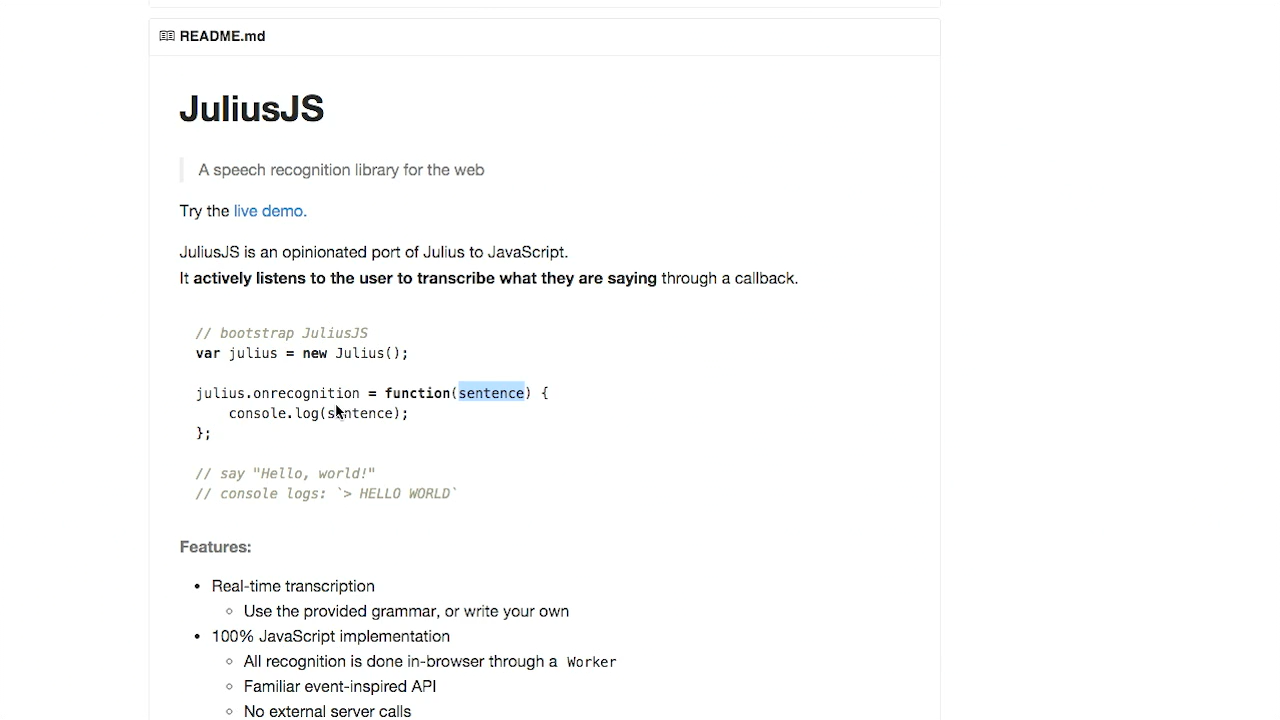 README.md
JuliusJS
A speech recognition library for the web
Try the live demo.
JuliusJS is an opinionated port of Julius to JavaScript.
It actively listens to the user to transcribe what they are saying through a callback.
// bootstrap JuliusJS
var julius = new Julius();
julius.onrecognition = function(sentence) {
console.log(sentence);
};
// say "Hello, world!"
// console logs: `> HELLO WORLD`
Features:
• Real-time transcription
◦ Use the provided grammar, or write your own
• 100% JavaScript implementation
◦ All recognition is done in-browser through a Worker
◦ Familiar event-inspired API
◦ No external server calls